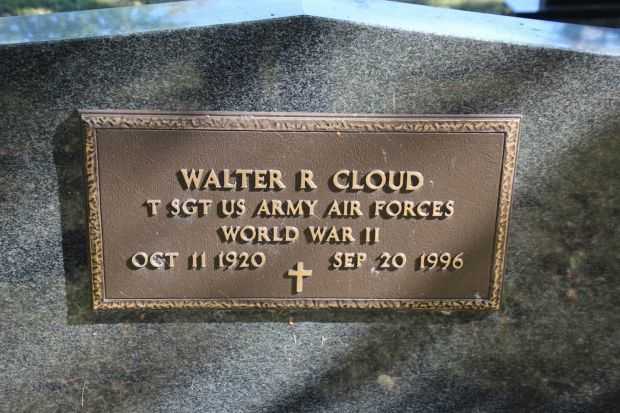 WALTER R CLOUD
T SGT US ARMY AIR FORCES
WORLD WAR II
OCT 11 1920 SEP 20 1996